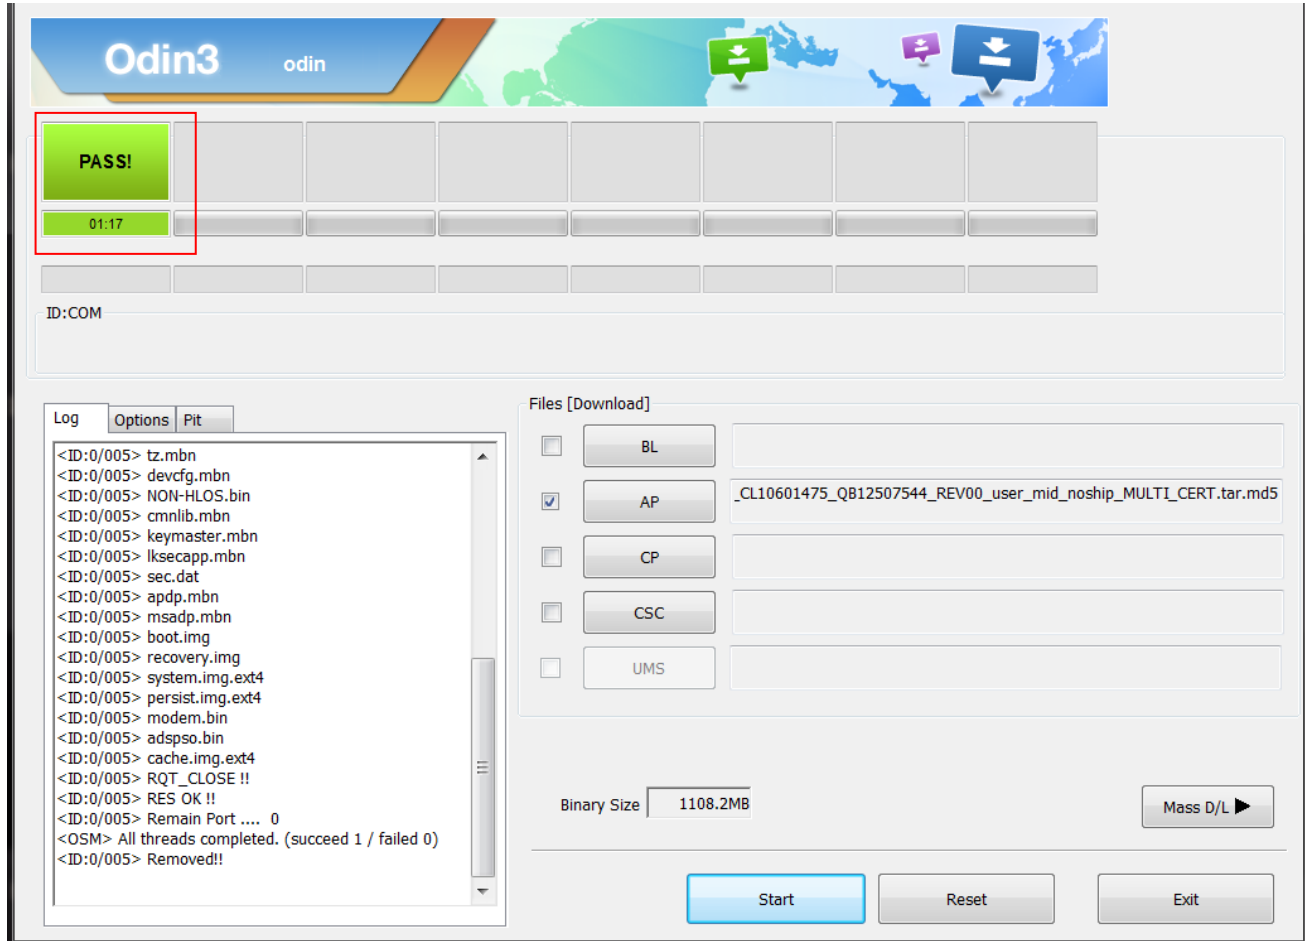 Odin3 odin
PASS!
01:17
ID:COM
Log Options Pit
<ID:0/005> tz.mbn
<ID:0/005> devcfg.mbn
<ID:0/005> NON-HLOS.bin
<ID:0/005> cmnlib.mbn
<ID:0/005> keymaster.mbn
<ID:0/005> lksecapp.mbn
<ID:0/005> sec.dat
<ID:0/005> apdp.mbn
<ID:0/005> msadp.mbn
<ID:0/005> boot.img
<ID:0/005> recovery.img
<ID:0/005> system.img.ext4
<ID:0/005> persist.img.ext4
<ID:0/005> modem.bin
<ID:0/005> adspso.bin
<ID:0/005> cache.img.ext4
<ID:0/005> RQT_CLOSE !!
<ID:0/005> RES OK !!
<ID:0/005> Remain Port .... 0
<OSM> All threads completed. (succeed 1 / failed 0)
<ID:0/005> Removed!!
Files [Download]
BL
AP _CL10601475_QB12507544_REV00_user_mid_noship_MULTI_CERT.tar.md5
CP
CSC
UMS
Binary Size 1108.2MB
Mass D/L
Start Reset Exit